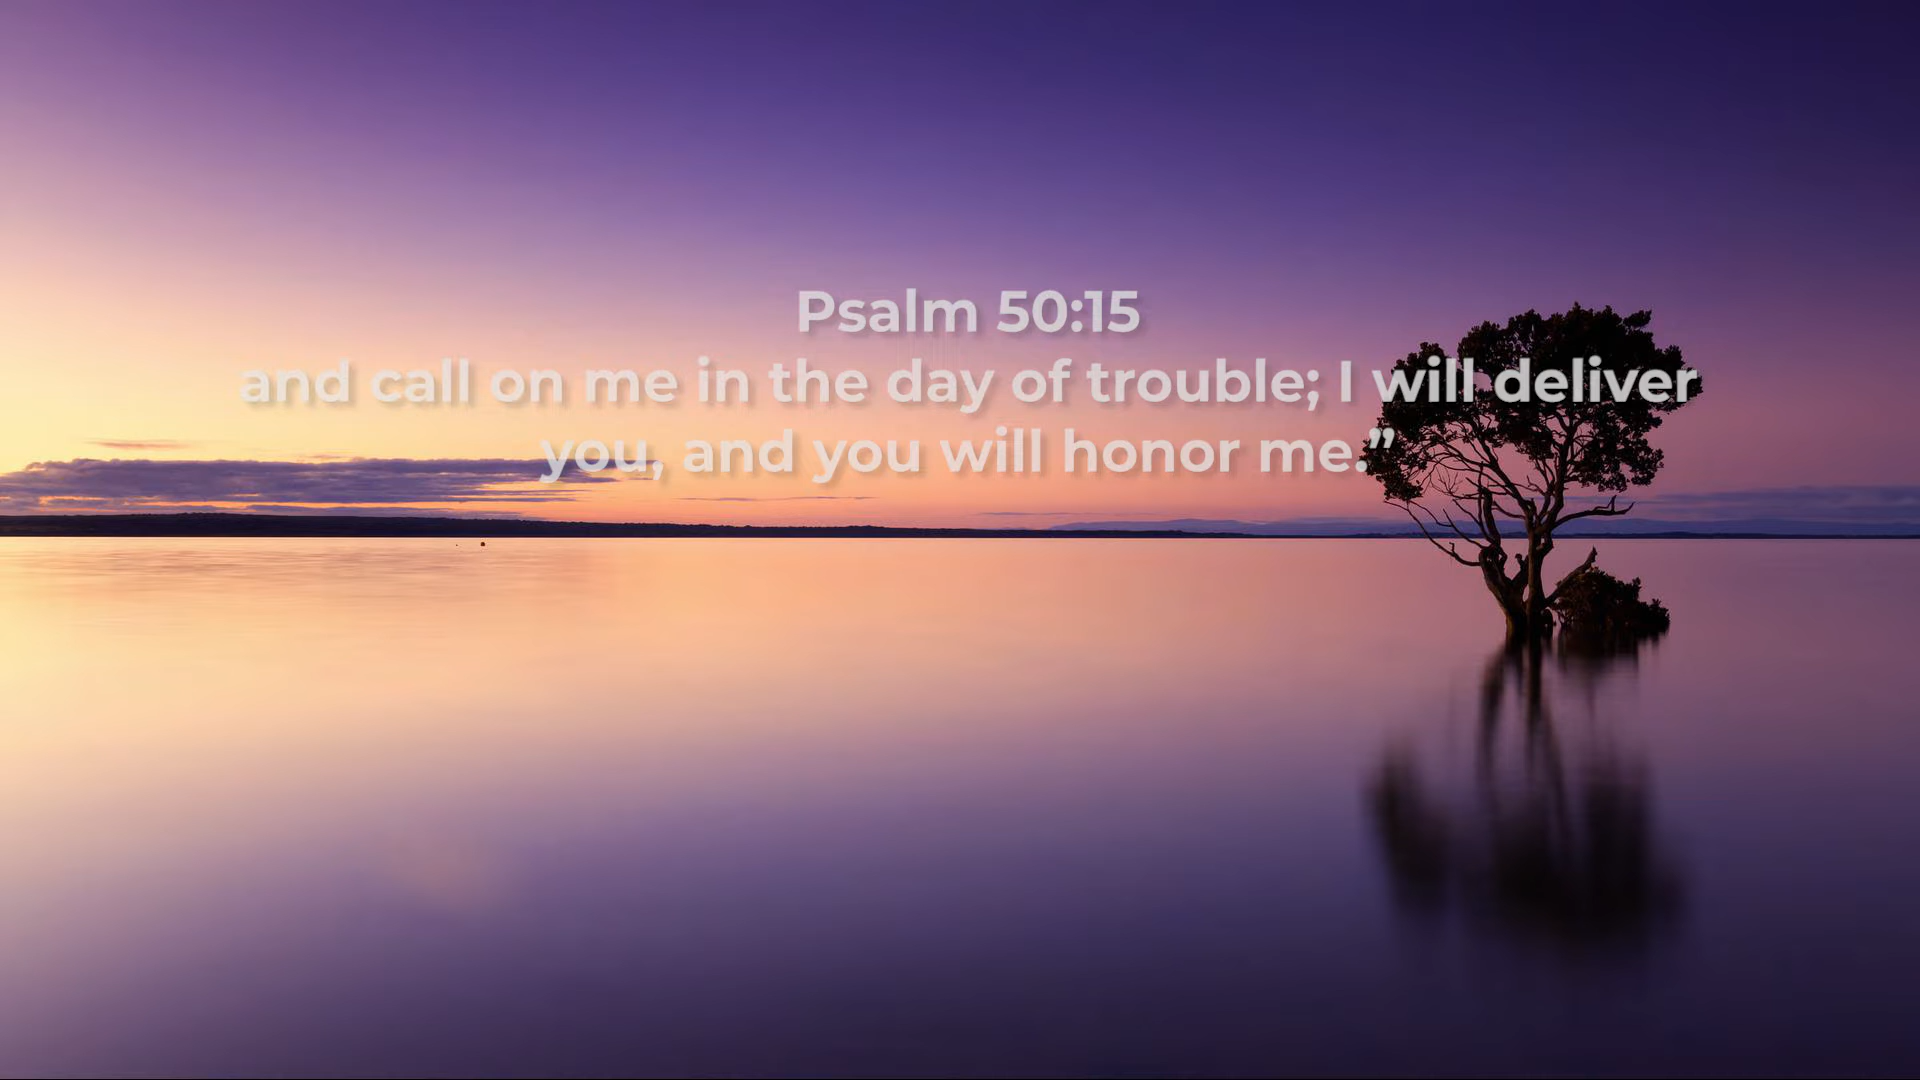 Psalm 50:15
and call on me in the day of trouble; I will deliver
you, and you will honor me.”